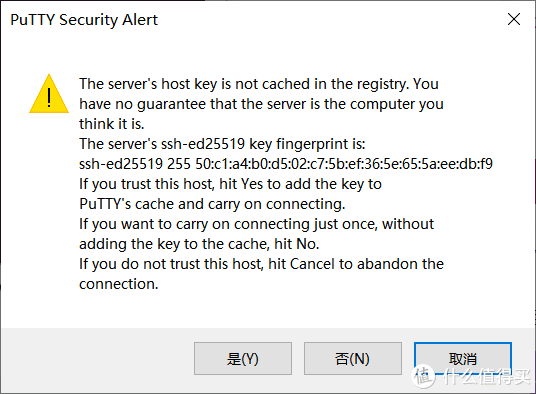 PuTTY Security Alert
The server's host key is not cached in the registry. You
have no guarantee that the server is the computer you
think it is.
The server's ssh-ed25519 key fingerprint is:
ssh-ed25519 255 50:c1:a4:b0:d5:02:c7:5b:ef:36:5e:65:5a:ee:db:f9
If you trust this host, hit Yes to add the key to
PuTTY's cache and carry on connecting.
If you want to carry on connecting just once, without
adding the key to the cache, hit No.
If you do not trust this host, hit Cancel to abandon the
connection.
是(Y) 否(N) 取消
值 什么值得买